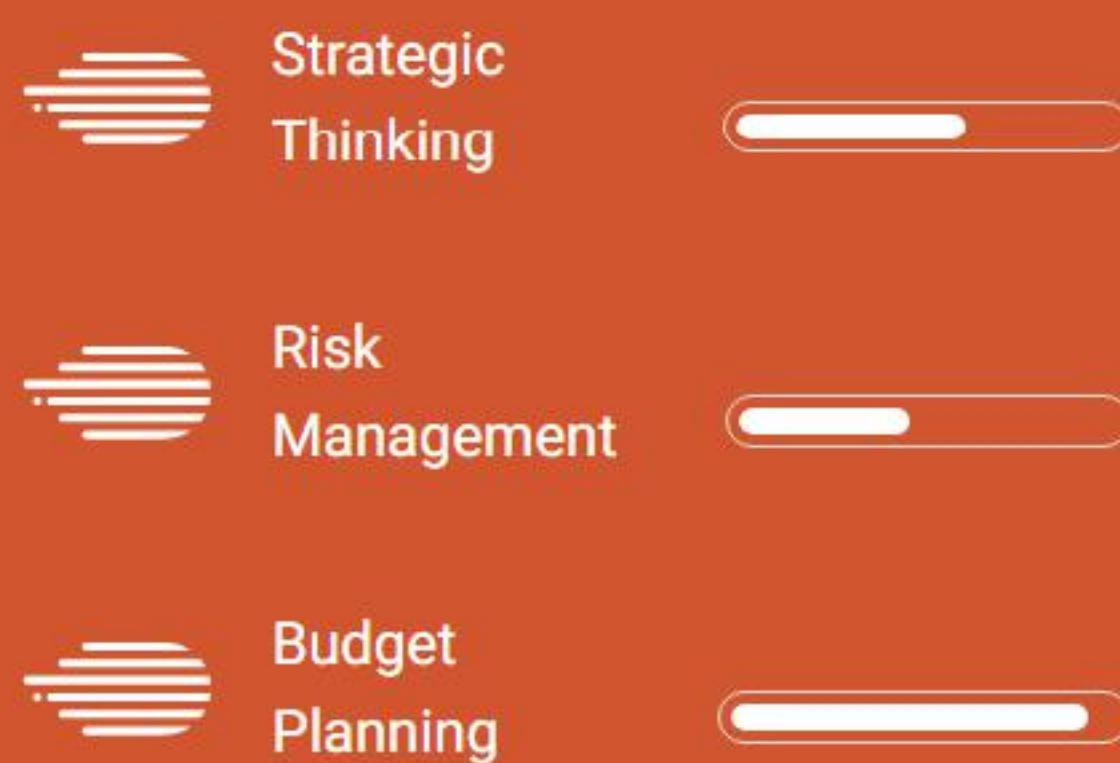 Strategic
Thinking
Risk
Management
Budget
Planning